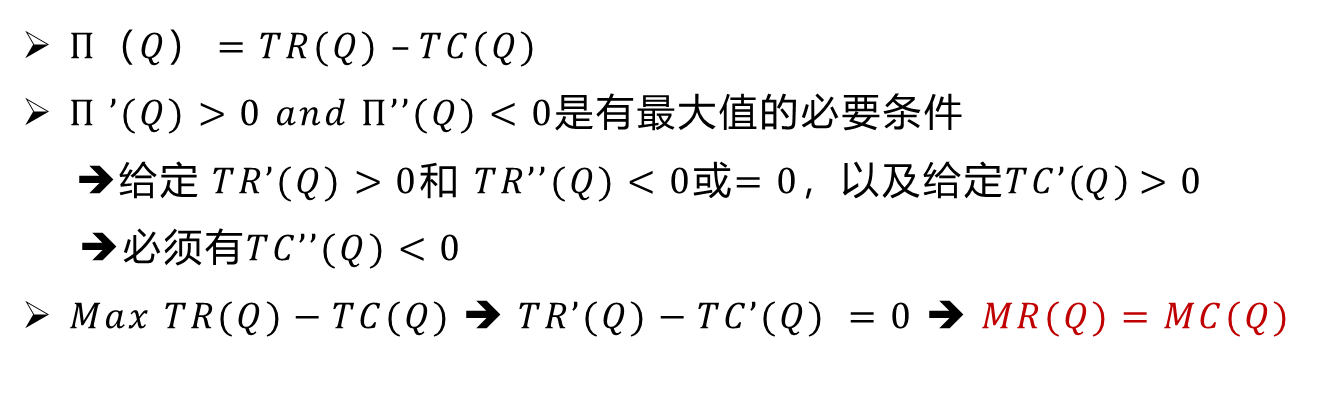 ➢ Π（Q） = TR(Q) – TC(Q)
➢ Π ’(Q) > 0 and Π’’(Q) < 0是有最大值的必要条件
➔给定 TR’(Q) > 0和 TR’’(Q) < 0或= 0，以及给定TC’(Q) > 0
➔必须有TC’’(Q) < 0
➢ Max TR(Q) − TC(Q) ➔ TR’(Q) − TC’(Q) = 0 ➔ MR(Q) = MC(Q)